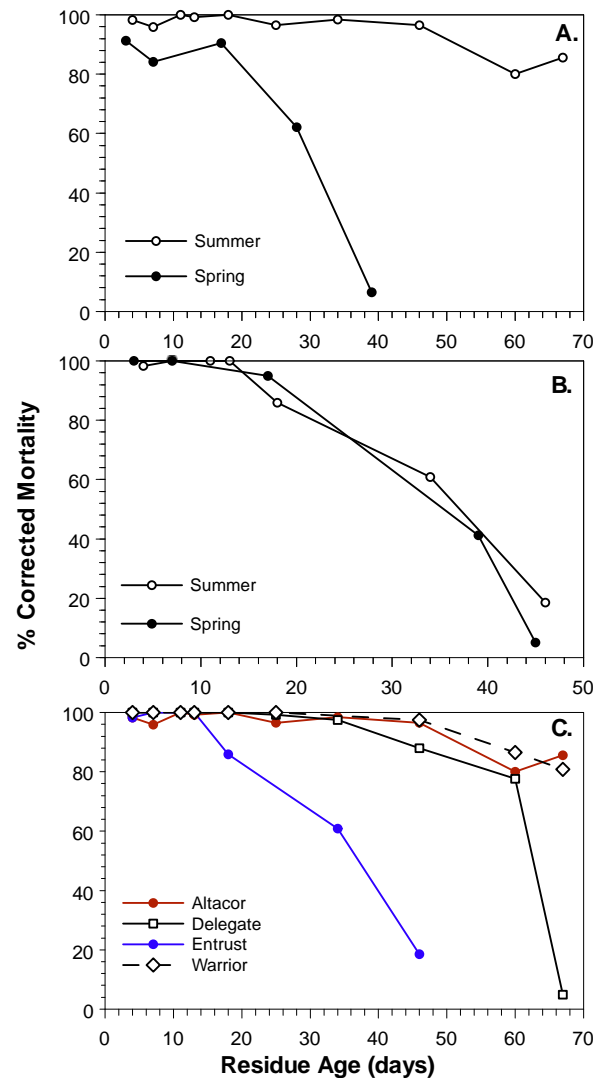 100
80
60
40
20
0
A.
Summer
Spring
0 10 20 30 40 50 60 70
100
80
60
40
20
0
B.
Summer
Spring
0 10 20 30 40 50
% Corrected Mortality
100
80
60
40
20
0
C.
Altacor
Delegate
Entrust
Warrior
0 10 20 30 40 50 60 70
Residue Age (days)